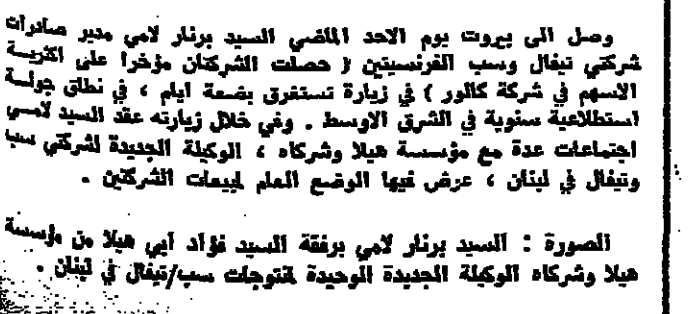 وصل الى بيروت يوم الاحد الماضي السيد برنار لامي مدير صادرات
شركتي تيفال وسب الفرنسيتين ( حصلت الشركتان مؤخرا على اكثرية
الاسهم في شركة كالور ) في زيارة تستغرق بضعة ايام ، في نطاق جولة
استطلاعية سنوية في الشرق الاوسط . وفي خلال زيارته عقد السيد لامي
اجتماعات عدة مع مؤسسة هيلا وشركاه ، الوكيلة الجديدة لشركتي سب
وتيفال في لبنان ، عرض فيها الوضع العام لمبيعات الشركتين .
الصورة : السيد برنار لامي برفقة السيد فؤاد ابي هيلا من مؤسسة
هيلا وشركاه الوكيلة الجديدة الوحيدة لمنتوجات سب/تيفال في لبنان .